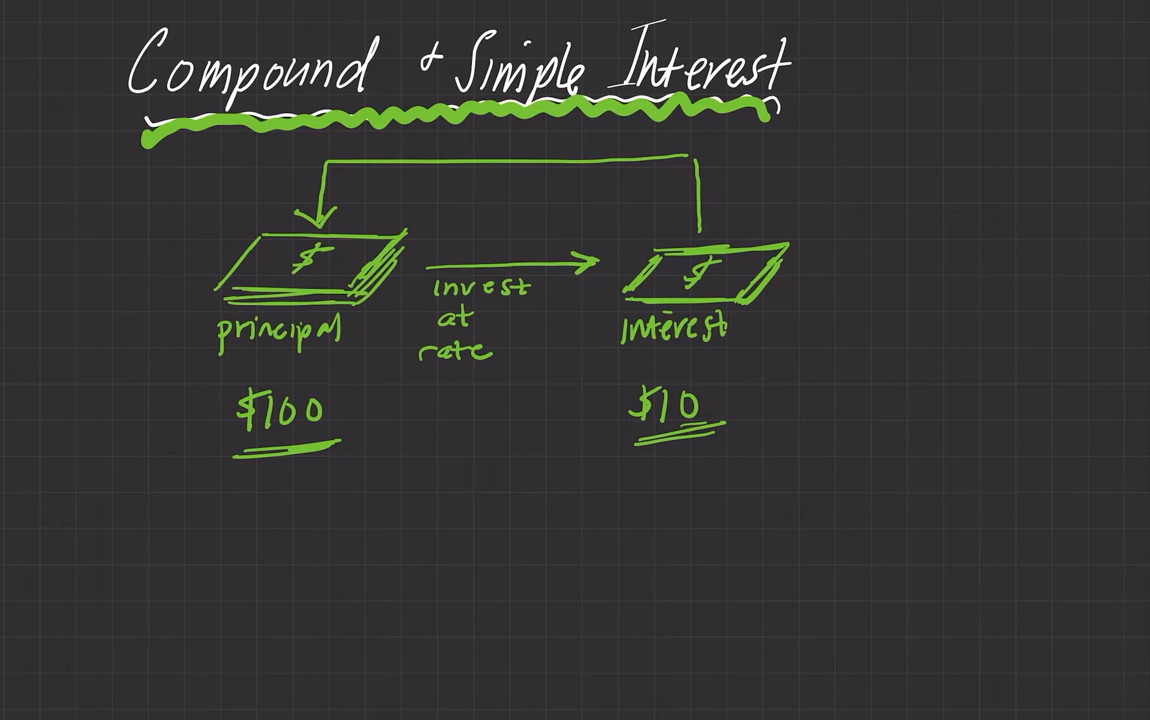 Compound & Simple Interest
$ $
invest
at
rate
principal interest
$100 $10